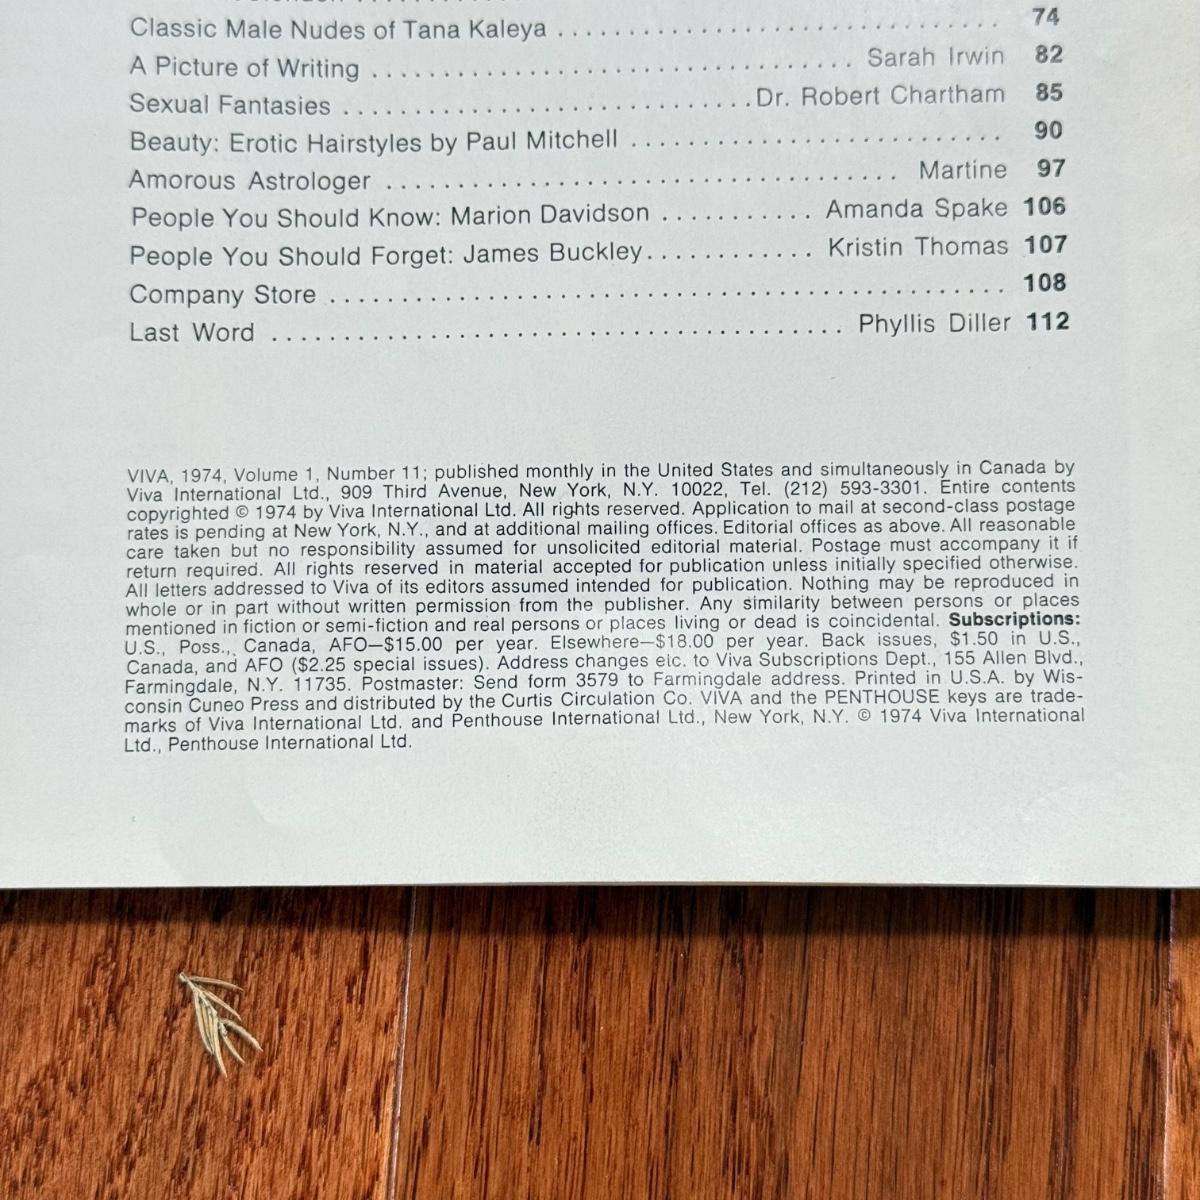 Classic Male Nudes of Tana Kaleya . . . . . . . . . . . . . . . . . . . . . . . . . . . . . . . 74
A Picture of Writing . . . . . . . . . . . . . . . . . . . . . . . . . . . . . . . . . . Sarah Irwin 82
Sexual Fantasies . . . . . . . . . . . . . . . . . . . . . . . . . . . . .Dr. Robert Chartham 85
Beauty: Erotic Hairstyles by Paul Mitchell . . . . . . . . . . . . . . . . . . . . . . . . . . 90
Amorous Astrologer . . . . . . . . . . . . . . . . . . . . . . . . . . . . . . . . . . . . Martine 97
People You Should Know: Marion Davidson . . . . . . . . . . . Amanda Spake 106
People You Should Forget: James Buckley. . . . . . . . . . . . Kristin Thomas 107
Company Store . . . . . . . . . . . . . . . . . . . . . . . . . . . . . . . . . . . . . . . . . . . . . . . 108
Last Word . . . . . . . . . . . . . . . . . . . . . . . . . . . . . . . . . . . . . . . . Phyllis Diller 112
VIVA, 1974, Volume 1, Number 11; published monthly in the United States and simultaneously in Canada by
Viva International Ltd., 909 Third Avenue, New York, N.Y. 10022, Tel. (212) 593-3301. Entire contents
copyrighted © 1974 by Viva International Ltd. All rights reserved. Application to mail at second-class postage
rates is pending at New York, N.Y., and at additional mailing offices. Editorial offices as above. All reasonable
care taken but no responsibility assumed for unsolicited editorial material. Postage must accompany it if
return required. All rights reserved in material accepted for publication unless initially specified otherwise.
All letters addressed to Viva of its editors assumed intended for publication. Nothing may be reproduced in
whole or in part without written permission from the publisher. Any similarity between persons or places
mentioned in fiction or semi-fiction and real persons or places living or dead is coincidental. Subscriptions:
U.S., Poss., Canada, AFO—$15.00 per year. Elsewhere—$18.00 per year. Back issues, $1.50 in U.S.,
Canada, and AFO ($2.25 special issues). Address changes etc. to Viva Subscriptions Dept., 155 Allen Blvd.,
Farmingdale, N.Y. 11735. Postmaster: Send form 3579 to Farmingdale address. Printed in U.S.A. by Wis-
consin Cuneo Press and distributed by the Curtis Circulation Co. VIVA and the PENTHOUSE keys are trade-
marks of Viva International Ltd. and Penthouse International Ltd., New York, N.Y. © 1974 Viva International
Ltd., Penthouse International Ltd.